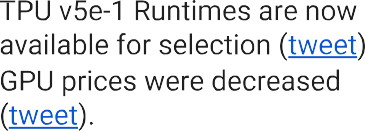 TPU v5e-1 Runtimes are now
available for selection (tweet)
GPU prices were decreased
(tweet).